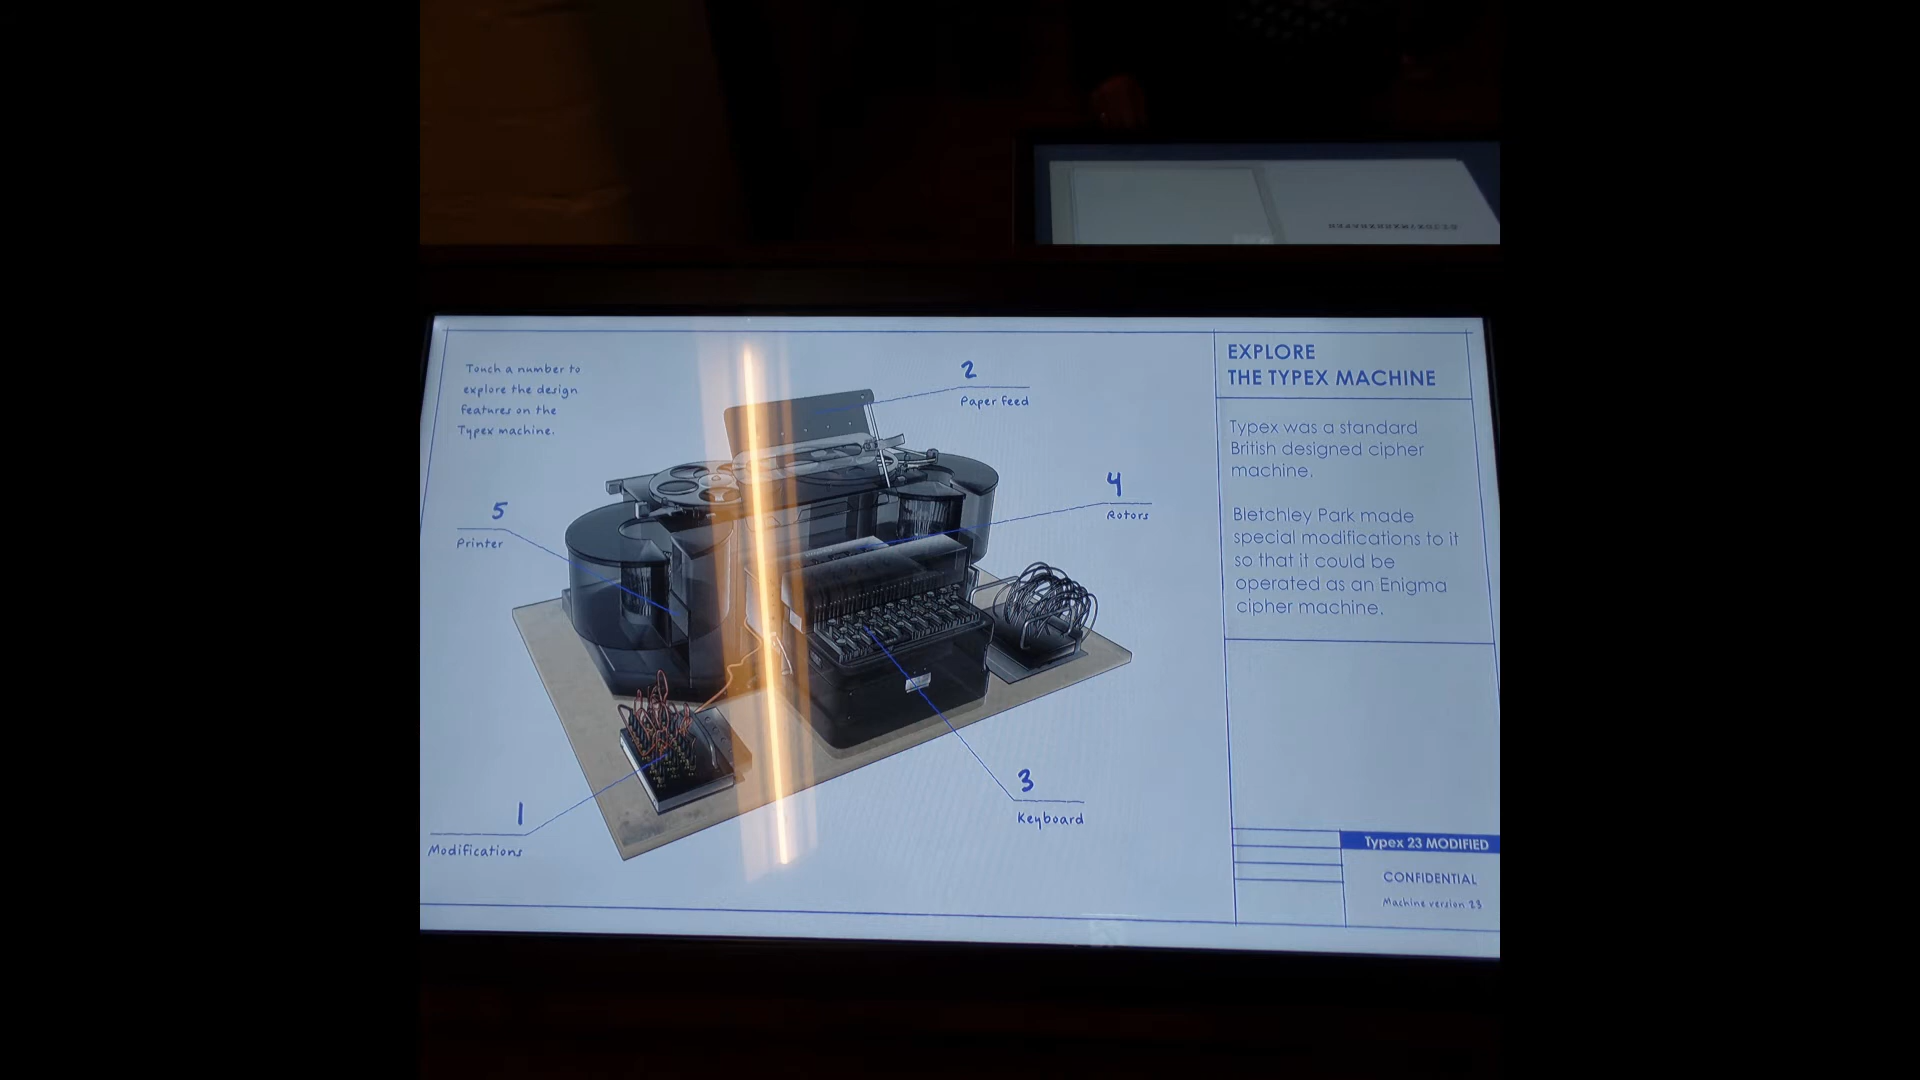 Touch a number to
explore the design
features on the
Typex machine.
2
Paper feed
4
Rotors
5
Printer
3
Keyboard
1
Modifications
EXPLORE
THE TYPEX MACHINE
Typex was a standard
British designed cipher
machine.
Bletchley Park made
special modifications to it
so that it could be
operated as an Enigma
cipher machine.
Typex 23 MODIFIED
CONFIDENTIAL
Machine version 23